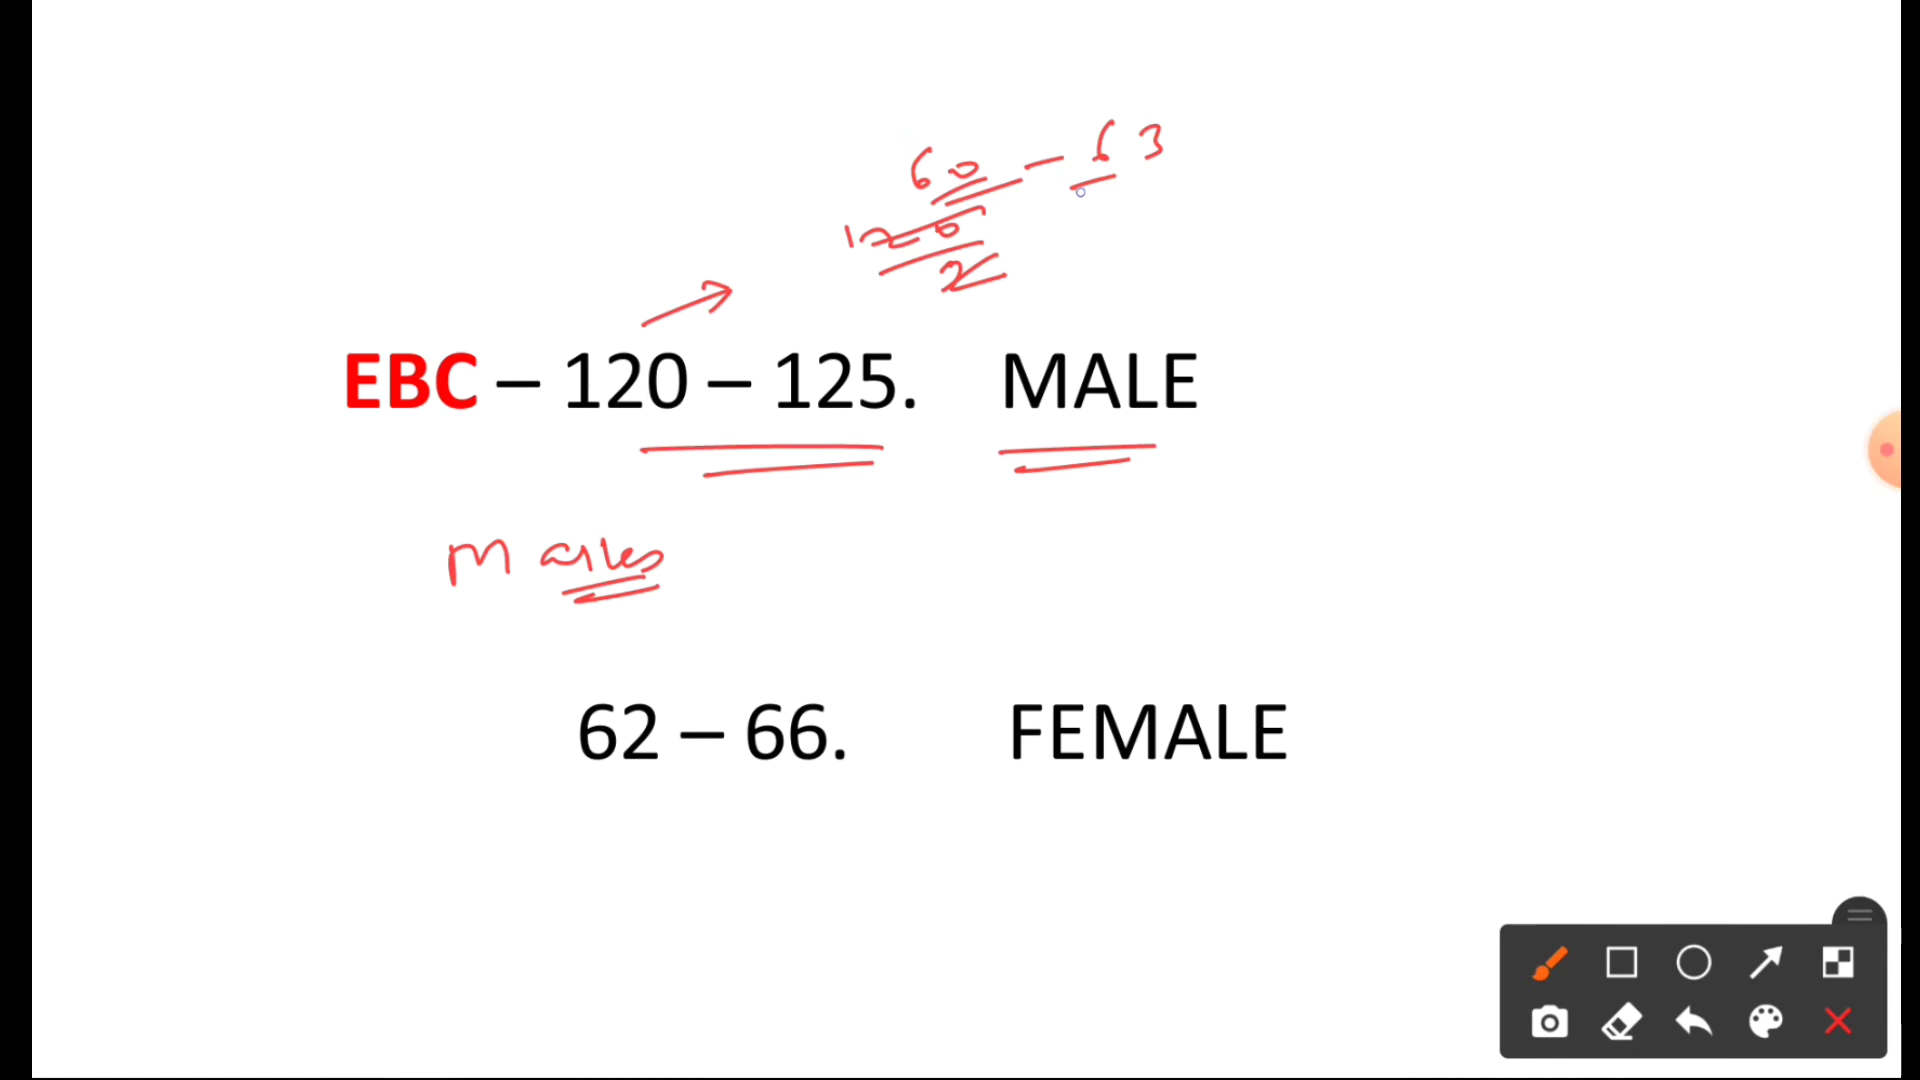 60 – 63
120
2
EBC – 120 – 125. MALE
Males
62 – 66. FEMALE